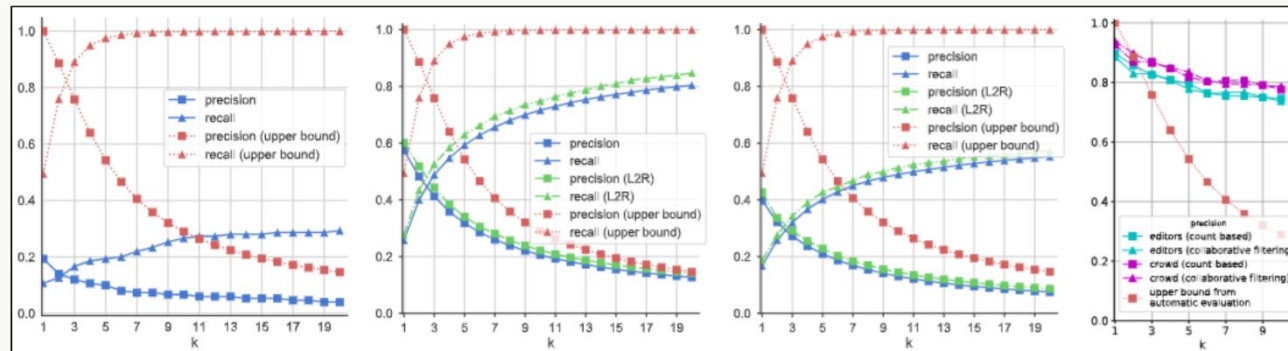 1.0
0.8
0.6
0.4
0.2
0.0
precision
recall
precision (upper bound)
recall (upper bound)
1 3 5 7 9 11 13 15 17 19
k
1.0
0.8
0.6
0.4
0.2
0.0
precision
recall
precision (L2R)
recall (L2R)
precision (upper bound)
recall (upper bound)
1 3 5 7 9 11 13 15 17 19
k
1.0
0.8
0.6
0.4
0.2
0.0
precision
recall
precision (L2R)
recall (L2R)
precision (upper bound)
recall (upper bound)
1 3 5 7 9 11 13 15 17 19
k
1.0
0.8
0.6
0.4
0.2
0.0
precision
editors (count based)
editors (collaborative filtering)
crowd (count based)
crowd (collaborative filtering)
upper bound from
automatic evaluation
1 3 5 7 9
k